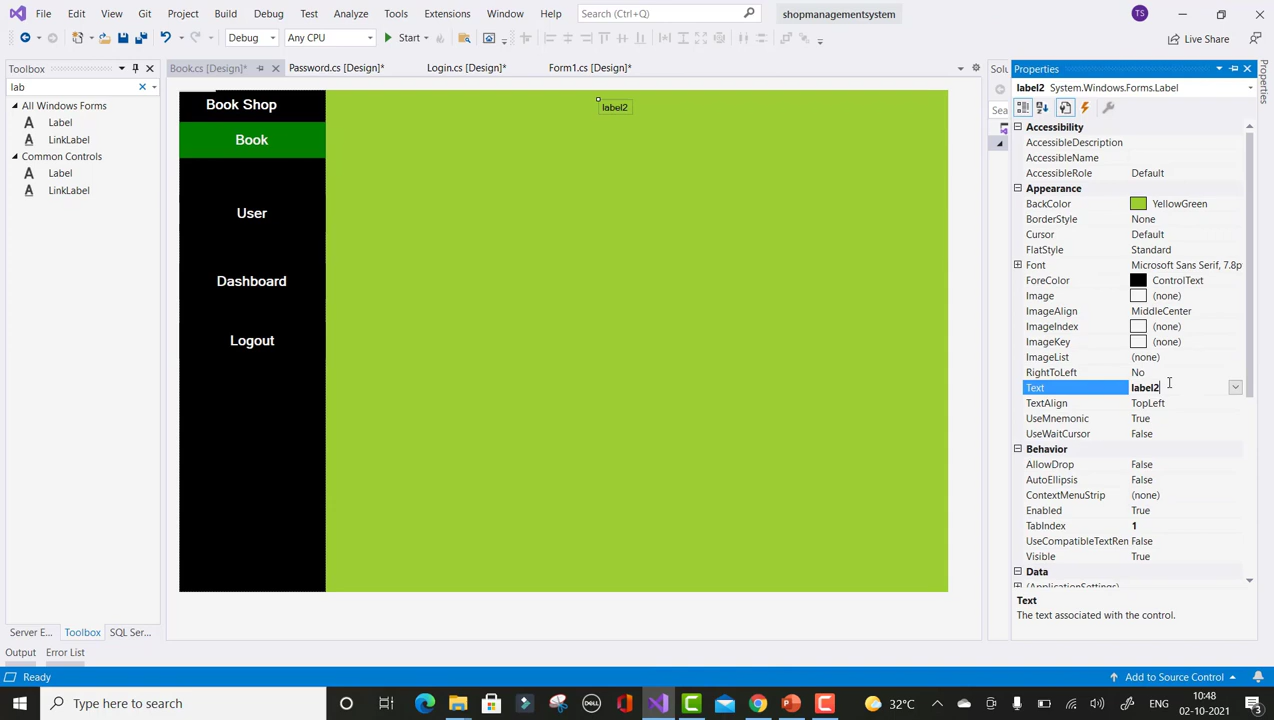 File Edit View Git Project Build Debug Test Analyze Tools Extensions Window Help Search (Ctrl+Q) shopmanagementsystem TS
Debug Any CPU Start Live Share
Toolbox
lab
All Windows Forms
Label
LinkLabel
Common Controls
Label
LinkLabel
Server E... Toolbox SQL Ser...
Output Error List
Book.cs [Design]* Password.cs [Design]* Login.cs [Design]* Form1.cs [Design]*
Book Shop
Book
User
Dashboard
Logout
label2
Solu
Sea
Properties
label2 System.Windows.Forms.Label
Accessibility
AccessibleDescription
AccessibleName
AccessibleRole Default
Appearance
BackColor YellowGreen
BorderStyle None
Cursor Default
FlatStyle Standard
Font Microsoft Sans Serif, 7.8p
ForeColor ControlText
Image (none)
ImageAlign MiddleCenter
ImageIndex (none)
ImageKey (none)
ImageList (none)
RightToLeft No
Text label2
TextAlign TopLeft
UseMnemonic True
UseWaitCursor False
Behavior
AllowDrop False
AutoEllipsis False
ContextMenuStrip (none)
Enabled True
TabIndex 1
UseCompatibleTextRen False
Visible True
Data
(ApplicationSettings)
Text
The text associated with the control.
Properties
Ready Add to Source Control
Type here to search
DELL
32°C ENG 10:48
02-10-2021
3